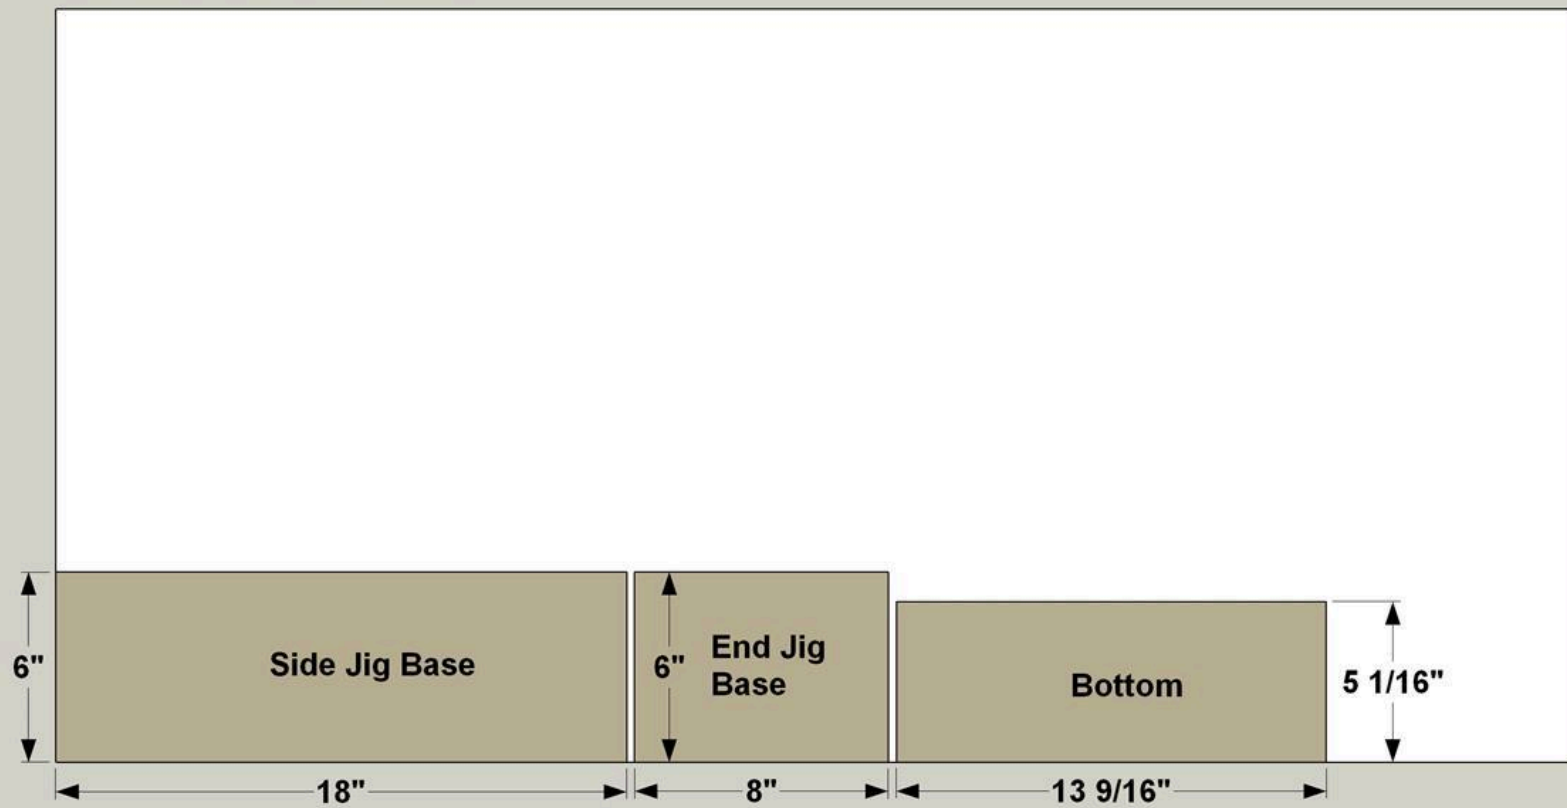 6"
Side Jig Base
6"
End Jig
Base
Bottom
5 1/16"
18"
8"
13 9/16"